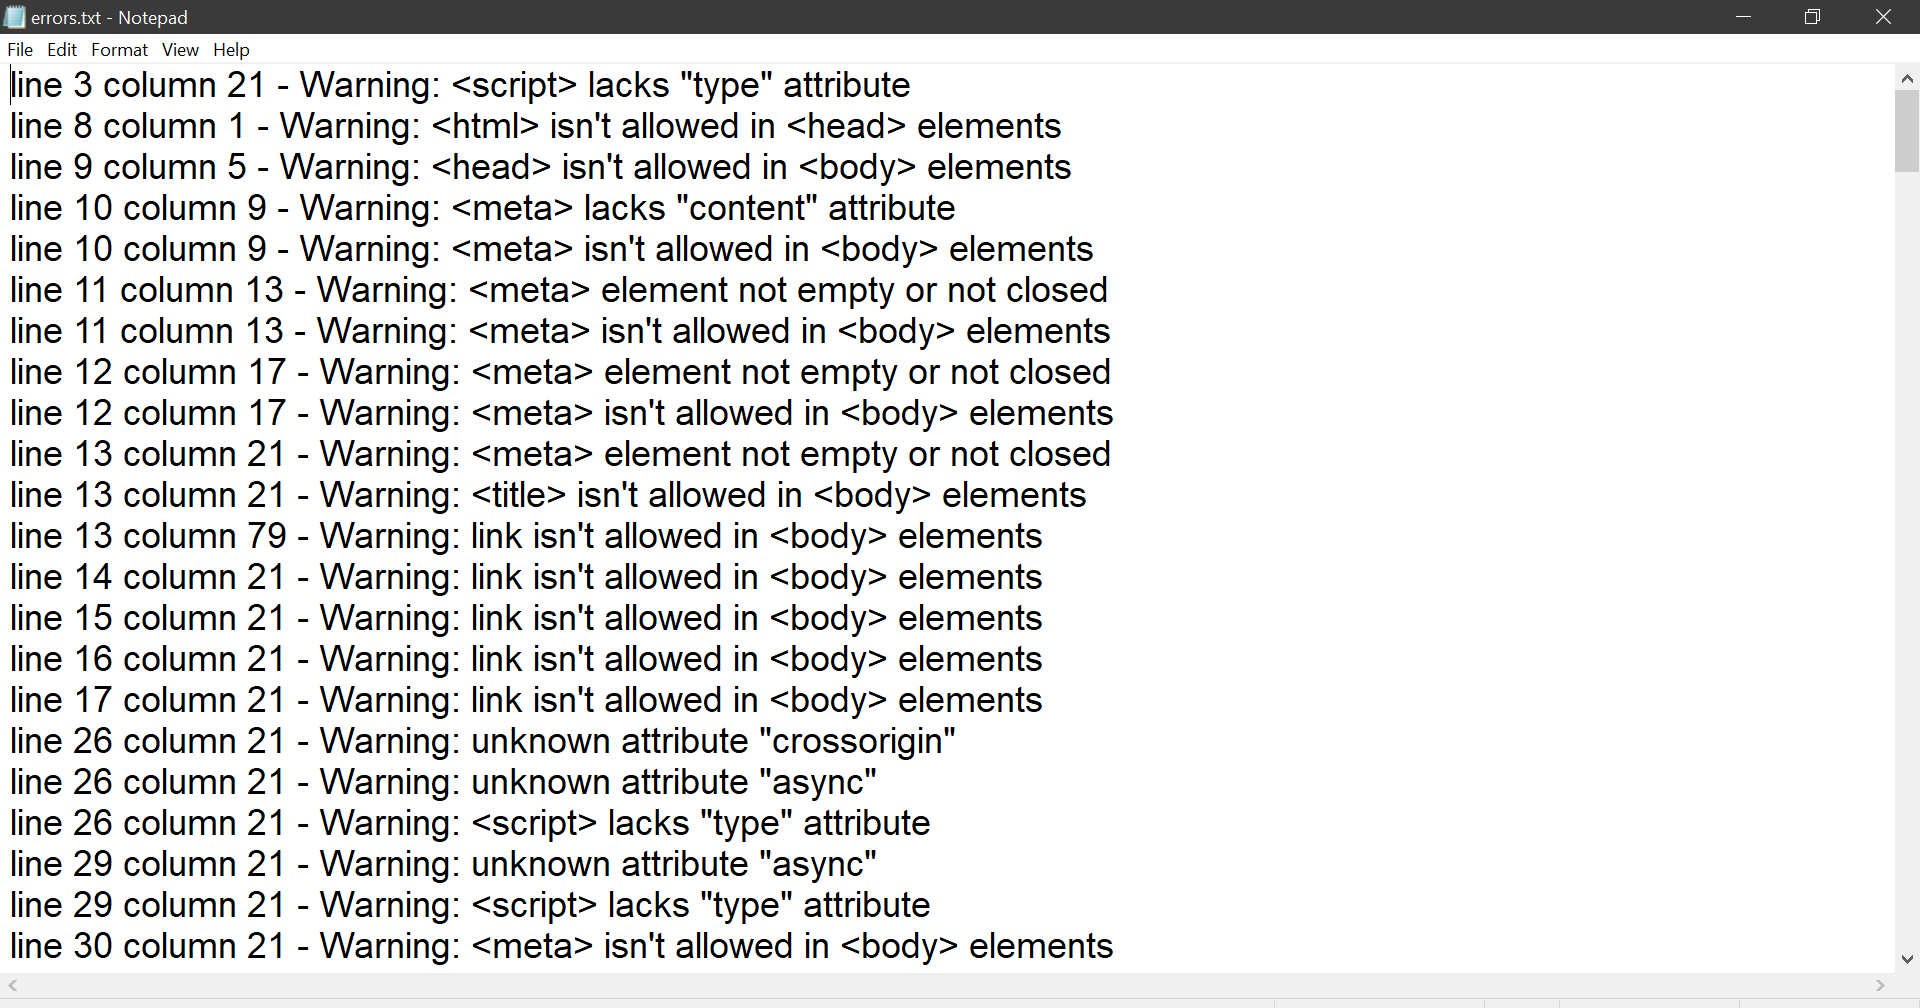 errors.txt - Notepad
File Edit Format View Help
line 3 column 21 - Warning: <script> lacks "type" attribute
line 8 column 1 - Warning: <html> isn't allowed in <head> elements
line 9 column 5 - Warning: <head> isn't allowed in <body> elements
line 10 column 9 - Warning: <meta> lacks "content" attribute
line 10 column 9 - Warning: <meta> isn't allowed in <body> elements
line 11 column 13 - Warning: <meta> element not empty or not closed
line 11 column 13 - Warning: <meta> isn't allowed in <body> elements
line 12 column 17 - Warning: <meta> element not empty or not closed
line 12 column 17 - Warning: <meta> isn't allowed in <body> elements
line 13 column 21 - Warning: <meta> element not empty or not closed
line 13 column 21 - Warning: <title> isn't allowed in <body> elements
line 13 column 79 - Warning: link isn't allowed in <body> elements
line 14 column 21 - Warning: link isn't allowed in <body> elements
line 15 column 21 - Warning: link isn't allowed in <body> elements
line 16 column 21 - Warning: link isn't allowed in <body> elements
line 17 column 21 - Warning: link isn't allowed in <body> elements
line 26 column 21 - Warning: unknown attribute "crossorigin"
line 26 column 21 - Warning: unknown attribute "async"
line 26 column 21 - Warning: <script> lacks "type" attribute
line 29 column 21 - Warning: unknown attribute "async"
line 29 column 21 - Warning: <script> lacks "type" attribute
line 30 column 21 - Warning: <meta> isn't allowed in <body> elements